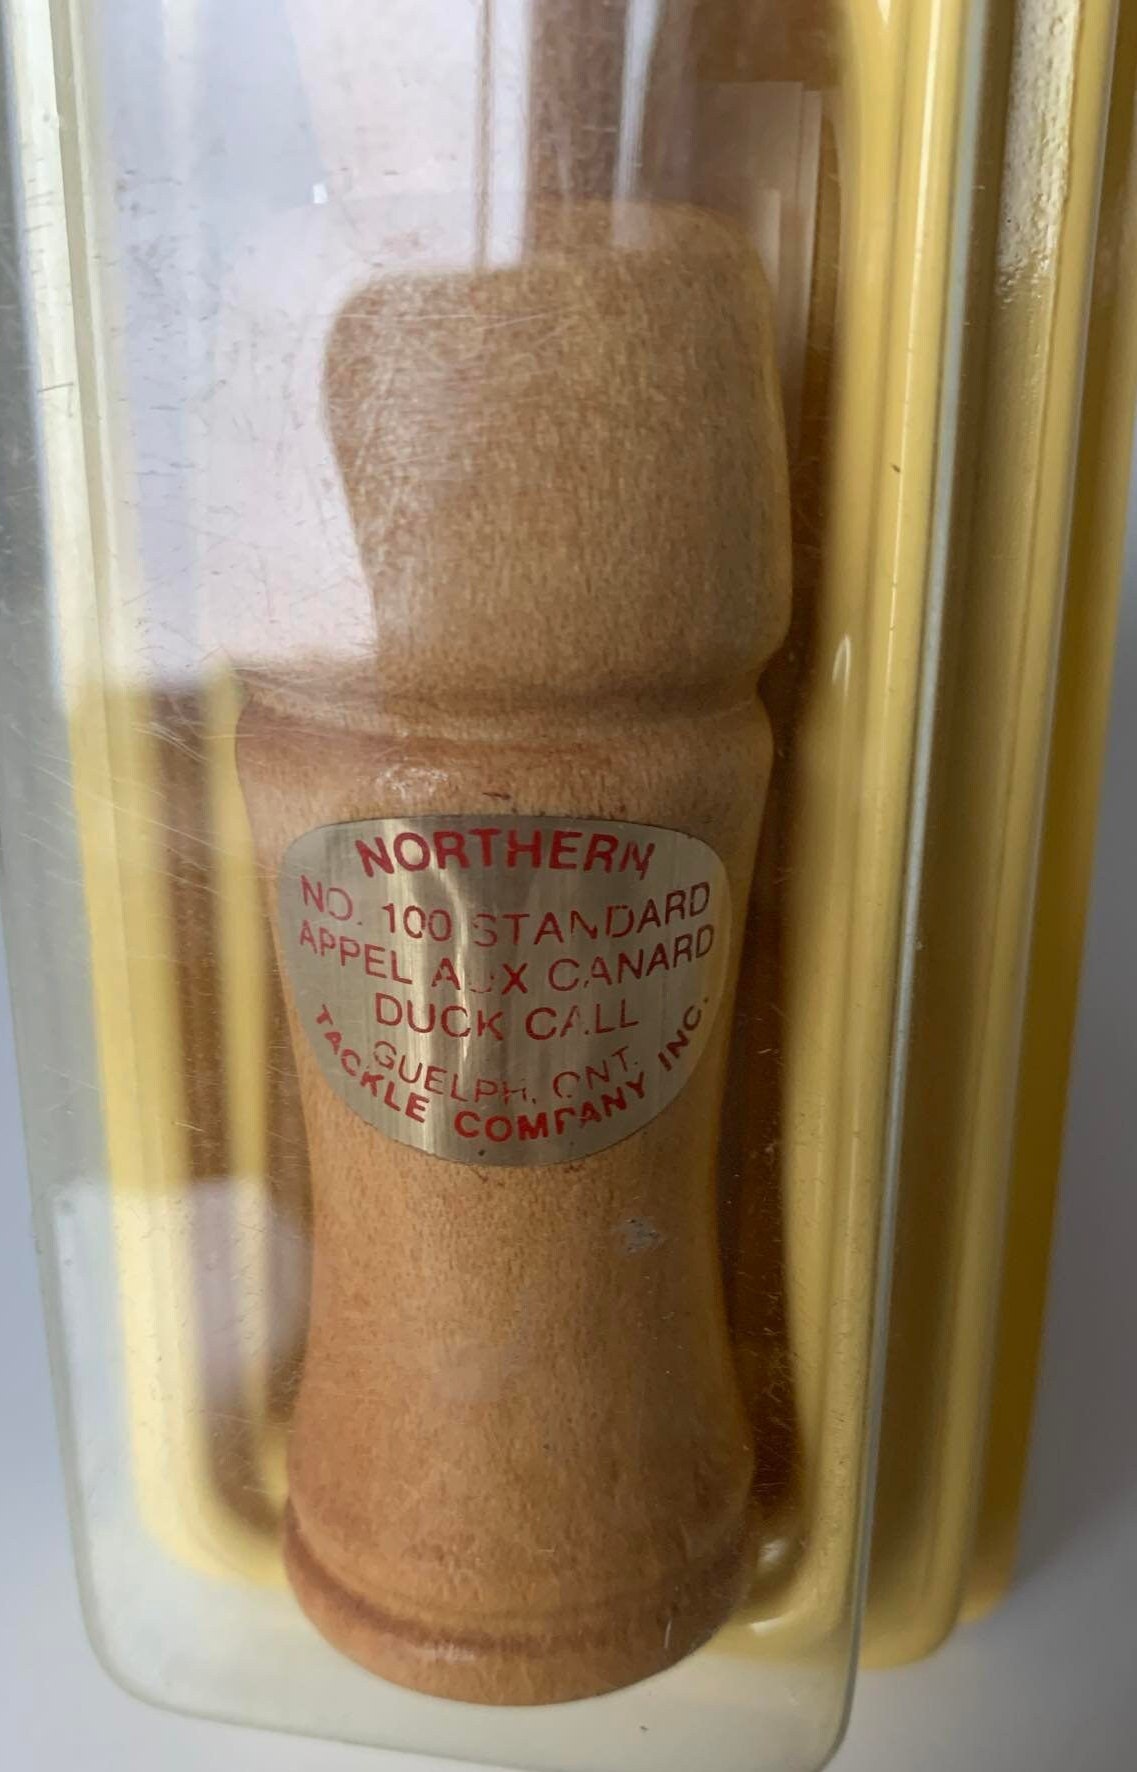 NORTHERN
NO. 100 STANDARD
APPEL AUX CANARD
DUCK CALL
GUELPH, ONT.
TACKLE COMPANY INC.